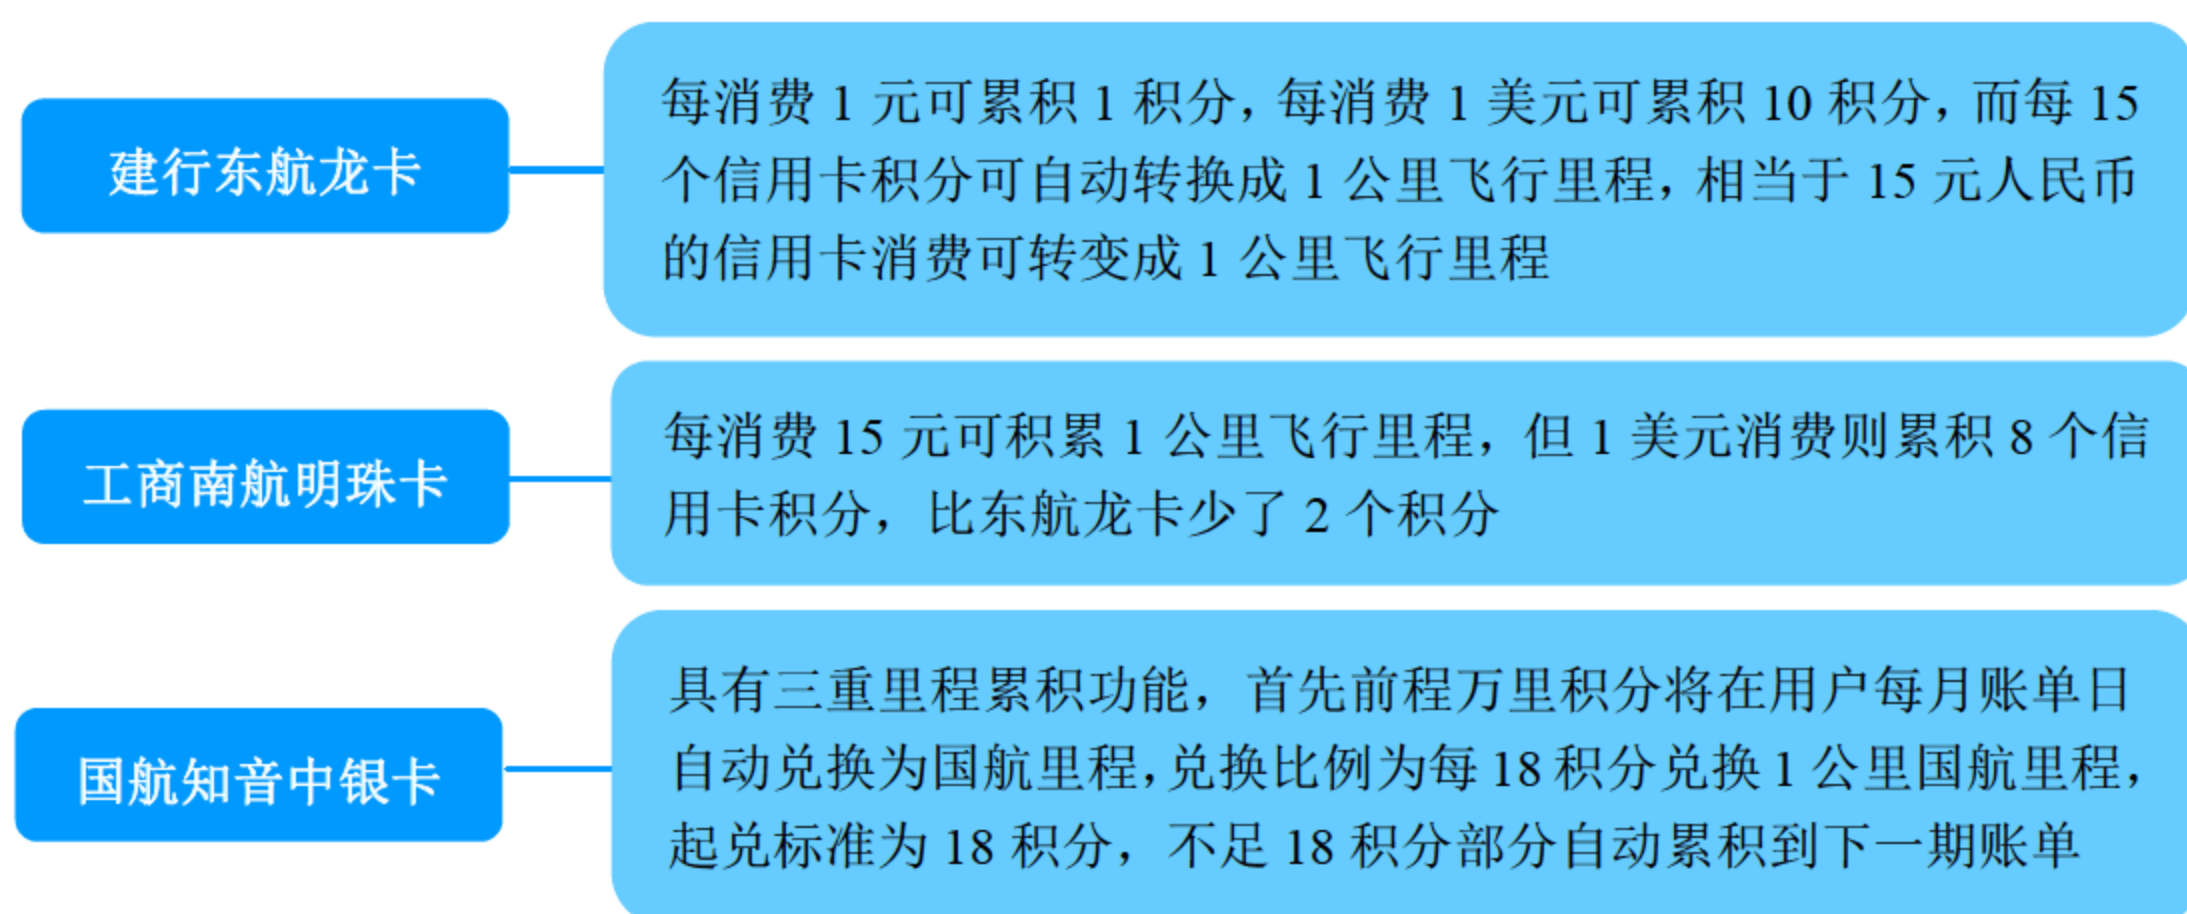 建行东航龙卡
每消费 1 元可累积 1 积分，每消费 1 美元可累积 10 积分，而每 15
个信用卡积分可自动转换成 1 公里飞行里程，相当于 15 元人民币
的信用卡消费可转变成 1 公里飞行里程
工商南航明珠卡
每消费 15 元可积累 1 公里飞行里程，但 1 美元消费则累积 8 个信
用卡积分，比东航龙卡少了 2 个积分
国航知音中银卡
具有三重里程累积功能，首先前程万里积分将在用户每月账单日
自动兑换为国航里程，兑换比例为每 18 积分兑换 1 公里国航里程，
起兑标准为 18 积分，不足 18 积分部分自动累积到下一期账单